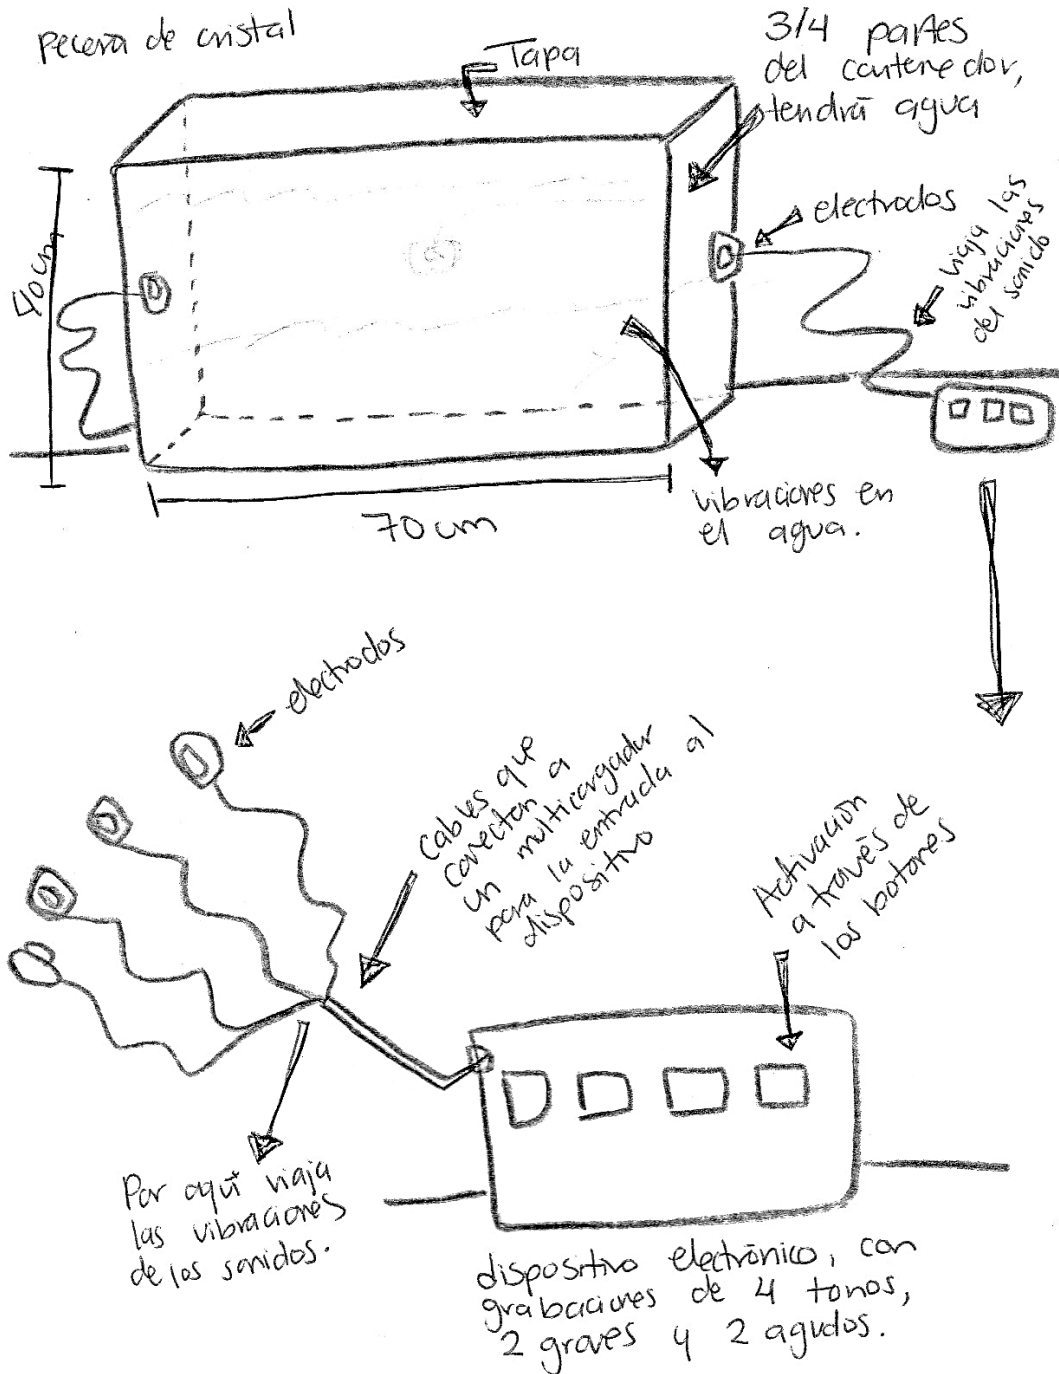 Pecera de cristal
Tapa
3/4 partes
del contenedor,
tendrá agua
electrodos
viaja las
vibraciones
del sonido
40cm
70cm
vibraciones en
el agua.
electrodos
cables que
conectan a
un multicargador
para la entrada al
dispositivo
Activación
a través de
los botones
Por aquí viaja
las vibraciones
de los sonidos.
dispositivo electrónico, con
grabaciones de 4 tonos,
2 graves y 2 agudos.